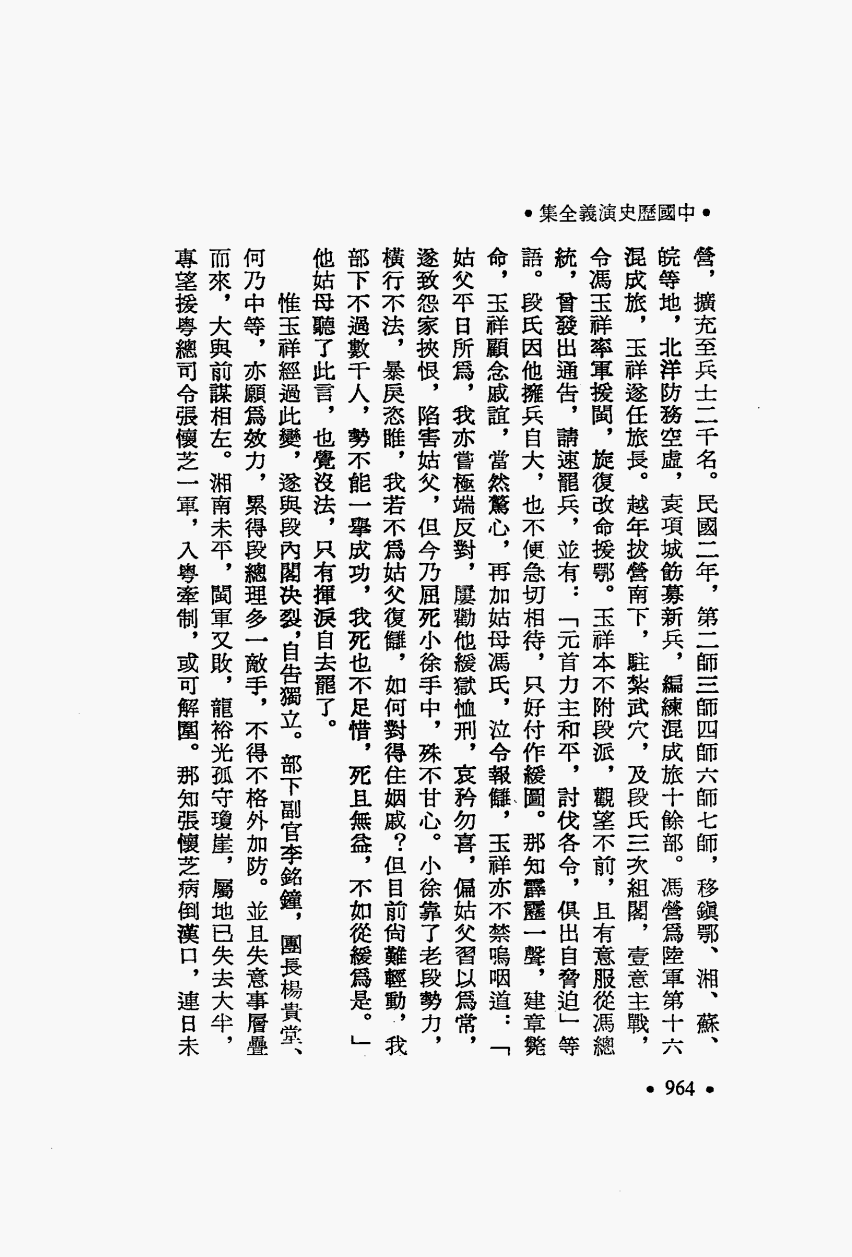 •中國歷史演義全集•
營，擴充至兵士二千名。民國二年，第二師三師四師六師七師，移鎭鄂、湘、蘇、
皖等地，北洋防務空虛，袁項城飭募新兵，編練混成旅十餘部。馮營爲陸軍第十六
混成旅，玉祥遂任旅長。越年拔營南下，駐紮武穴，及段氏三次組閣，壹意主戰，
令馮玉祥率軍援閩，旋復改命援鄂。玉祥本不附段派，觀望不前，且有意服從馮總
統，曾發出通告，請速罷兵，並有：「元首力主和平，討伐各令，俱出自脅迫」等
語。段氏因他擁兵自大，也不便急切相待，只好付作緩圖。那知霹靂一聲，建章斃
命，玉祥顧念戚誼，當然驚心，再加姑母馮氏，泣令報讎，玉祥亦不禁嗚咽道：「
姑父平日所爲，我亦嘗極端反對，屢勸他緩獄恤刑，哀矜勿喜，偏姑父習以爲常，
遂致怨家挾恨，陷害姑父，但今乃屈死小徐手中，殊不甘心。小徐靠了老段勢力，
橫行不法，暴戾恣睢，我若不爲姑父復讎，如何對得住姻戚？但目前尙難輕動，我
部下不過數千人，勢不能一舉成功，我死也不足惜，死且無益，不如從緩爲是。」
他姑母聽了此言，也覺沒法，只有揮淚自去罷了。
惟玉祥經過此變，遂與段內閣決裂，自告獨立。部下副官李銘鐘，團長楊貴堂、
何乃中等，亦願爲效力，累得段總理多一敵手，不得不格外加防。並且失意事層疊
而來，大與前謀相左。湘南未平，閩軍又敗，龍裕光孤守瓊崖，屬地已失去大半，
專望援粵總司令張懷芝一軍，入粵牽制，或可解圍。那知張懷芝病倒漢口，連日未
•964•